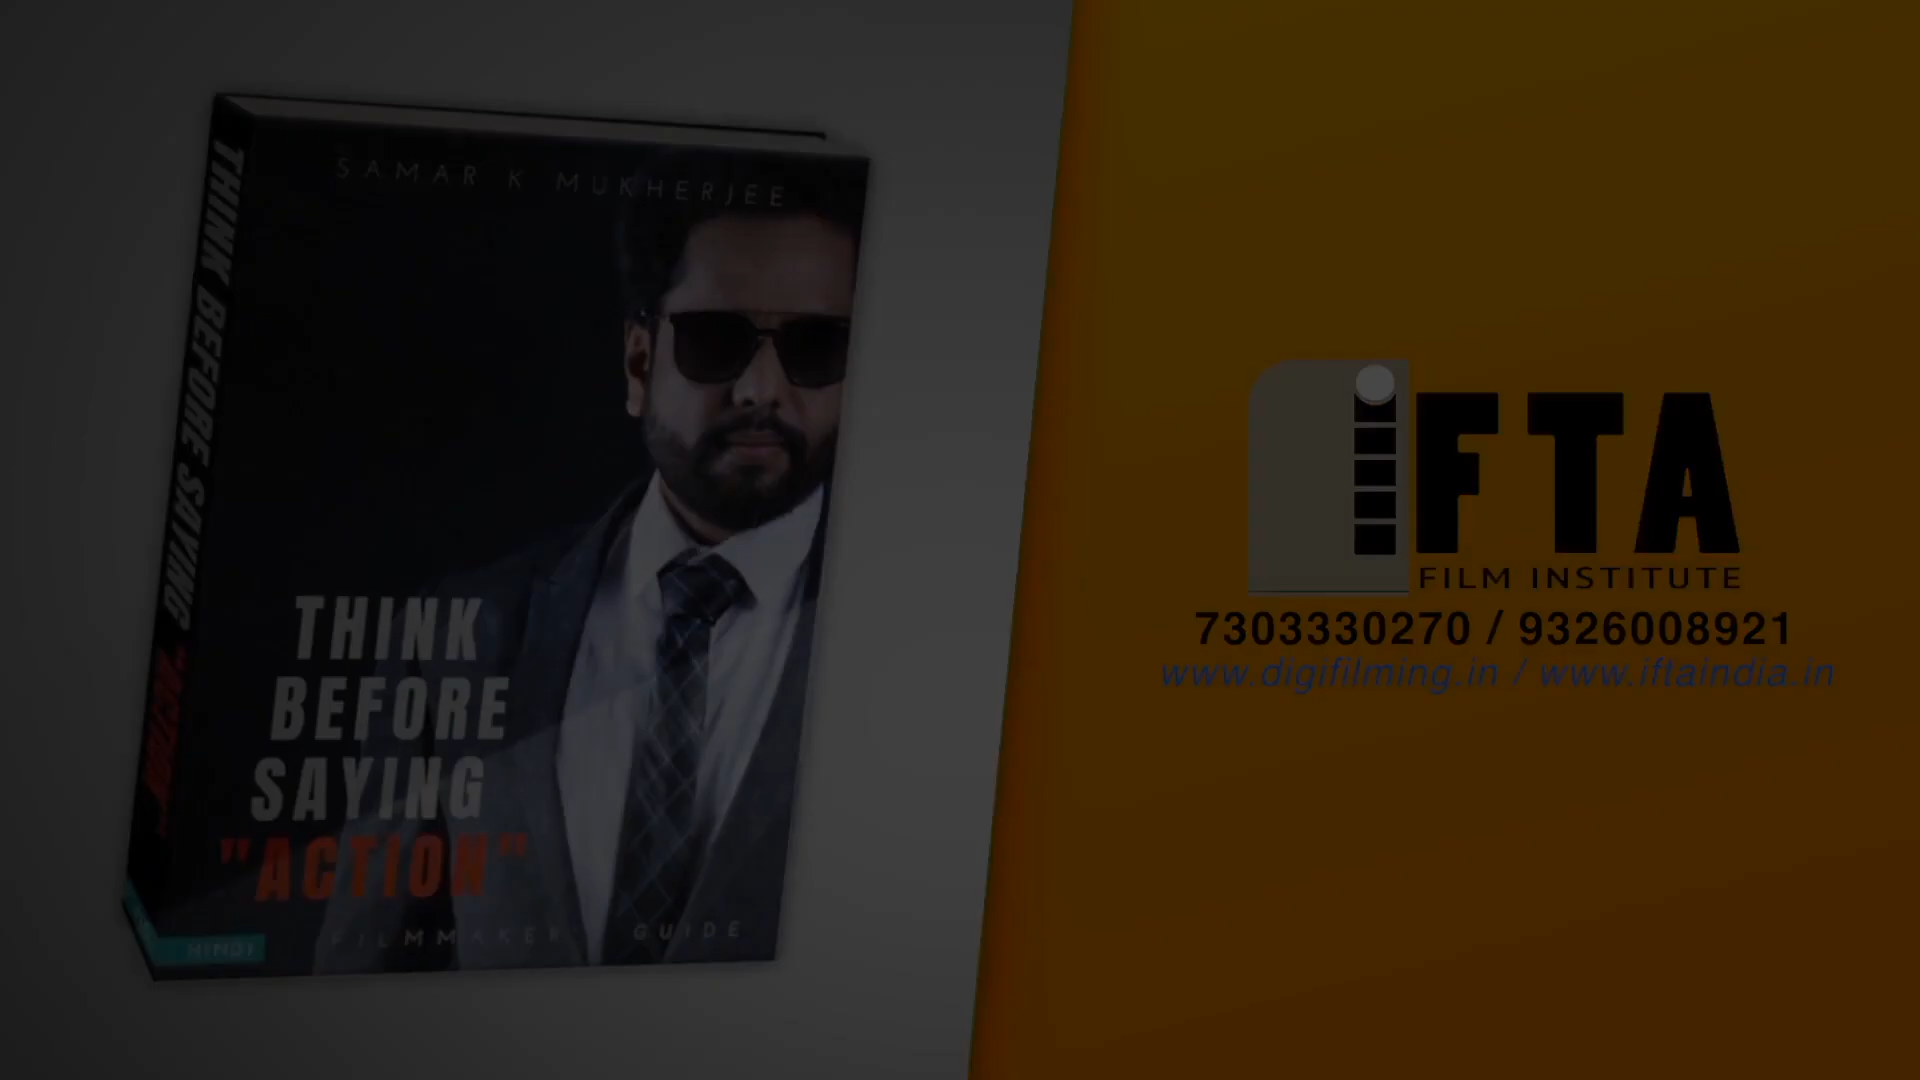 SAMAR K MUKHERJEE
THINK BEFORE SAYING "ACTION"
THINK
BEFORE
SAYING
"ACTION"
FILMMAKER GUIDE
HINDI
iFTA
FILM INSTITUTE
7303330270 / 9326008921
www.digifilming.in / www.iftaindia.in